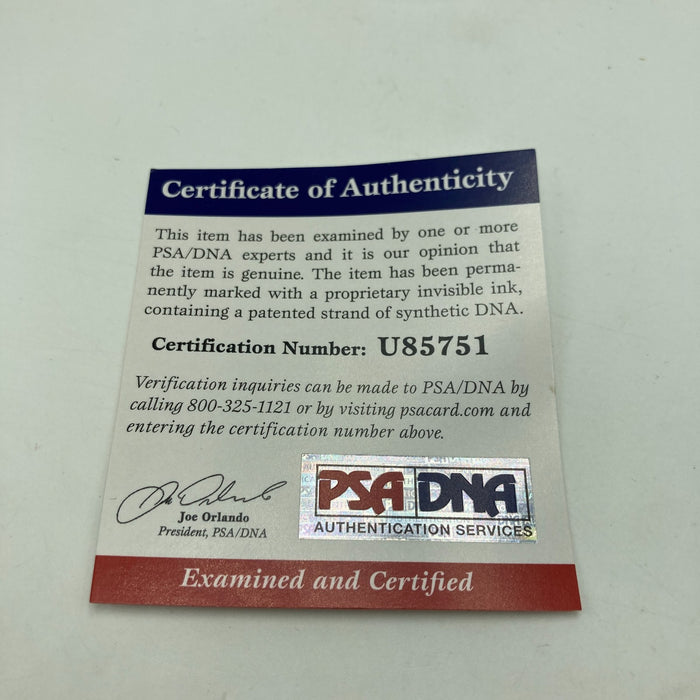 Certificate of Authenticity
This item has been examined by one or more
PSA/DNA experts and it is our opinion that
the item is genuine. The item has been perma-
nently marked with a proprietary invisible ink,
containing a patented strand of synthetic DNA.
Certification Number: U85751
Verification inquiries can be made to PSA/DNA by
calling 800-325-1121 or by visiting psacard.com and
entering the certification number above.
Joe Orlando
President, PSA/DNA
PSA DNA
AUTHENTICATION SERVICES
Examined and Certified